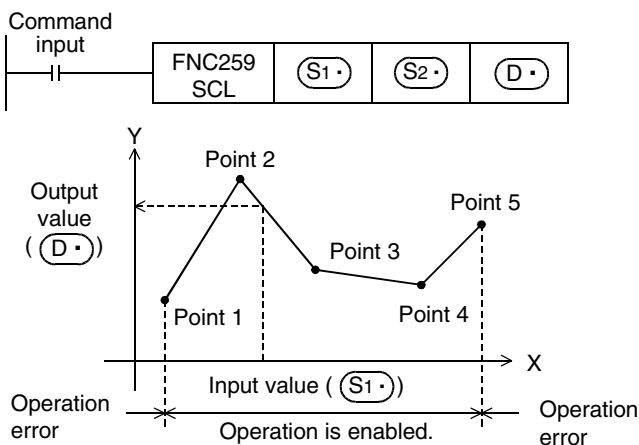 Command
input
FNC259
SCL
S1 ·
S2 ·
D ·
Y
Point 2
Output
value
( D · )
Point 5
Point 3
Point 1
Point 4
X
Input value ( S1 · )
Operation
error
Operation is enabled.
Operation
error